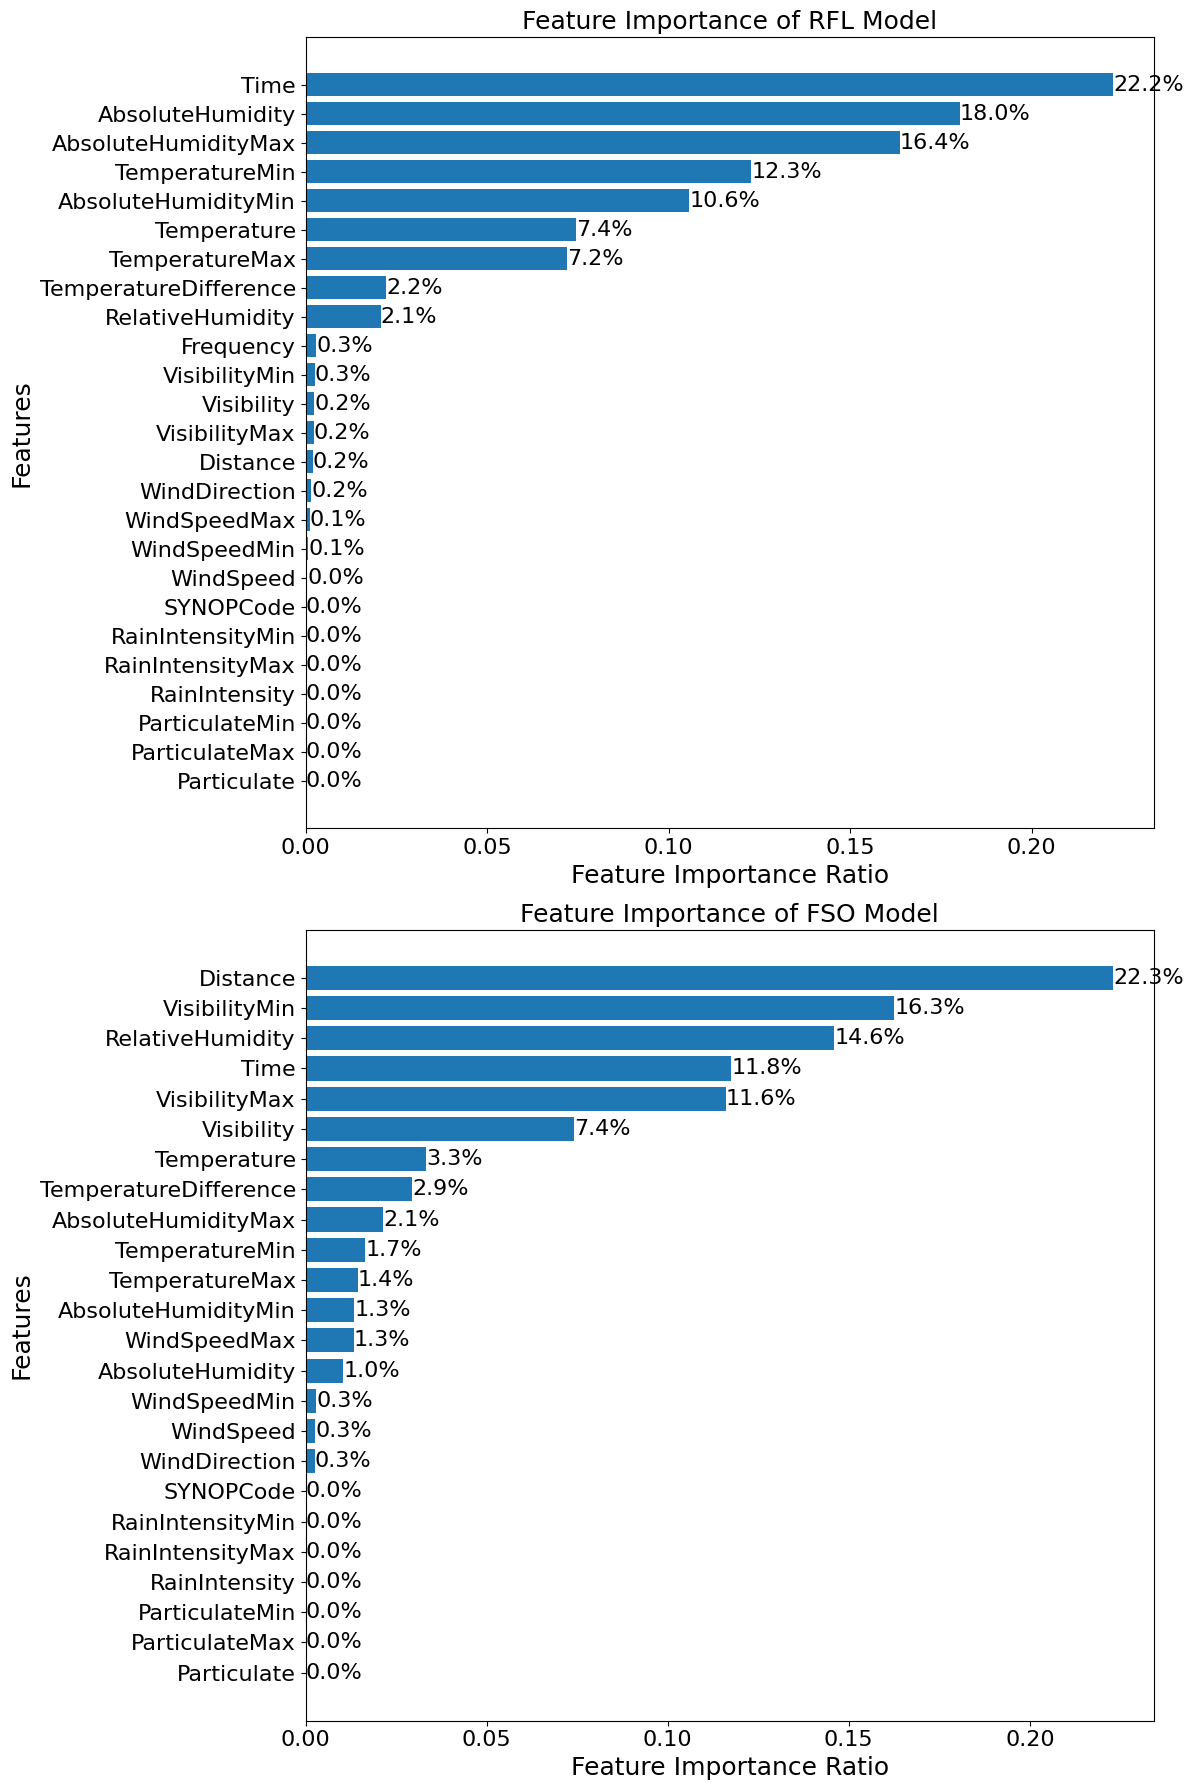 Feature Importance of RFL Model
Time 22.2%
AbsoluteHumidity 18.0%
AbsoluteHumidityMax 16.4%
TemperatureMin 12.3%
AbsoluteHumidityMin 10.6%
Temperature 7.4%
TemperatureMax 7.2%
TemperatureDifference 2.2%
RelativeHumidity 2.1%
Frequency 0.3%
VisibilityMin 0.3%
Visibility 0.2%
VisibilityMax 0.2%
Distance 0.2%
WindDirection 0.2%
WindSpeedMax 0.1%
WindSpeedMin 0.1%
WindSpeed 0.0%
SYNOPCode 0.0%
RainIntensityMin 0.0%
RainIntensityMax 0.0%
RainIntensity 0.0%
ParticulateMin 0.0%
ParticulateMax 0.0%
Particulate 0.0%
Features
0.00 0.05 0.10 0.15 0.20
Feature Importance Ratio
Feature Importance of FSO Model
Distance 22.3%
VisibilityMin 16.3%
RelativeHumidity 14.6%
Time 11.8%
VisibilityMax 11.6%
Visibility 7.4%
Temperature 3.3%
TemperatureDifference 2.9%
AbsoluteHumidityMax 2.1%
TemperatureMin 1.7%
TemperatureMax 1.4%
AbsoluteHumidityMin 1.3%
WindSpeedMax 1.3%
AbsoluteHumidity 1.0%
WindSpeedMin 0.3%
WindSpeed 0.3%
WindDirection 0.3%
SYNOPCode 0.0%
RainIntensityMin 0.0%
RainIntensityMax 0.0%
RainIntensity 0.0%
ParticulateMin 0.0%
ParticulateMax 0.0%
Particulate 0.0%
Features
0.00 0.05 0.10 0.15 0.20
Feature Importance Ratio